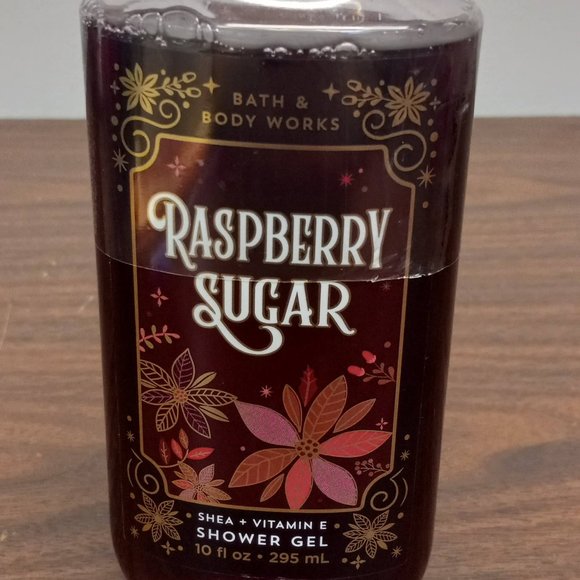 BATH &
BODY WORKS
RASPBERRY
SUGAR
SHEA + VITAMIN E
SHOWER GEL
10 fl oz • 295 mL